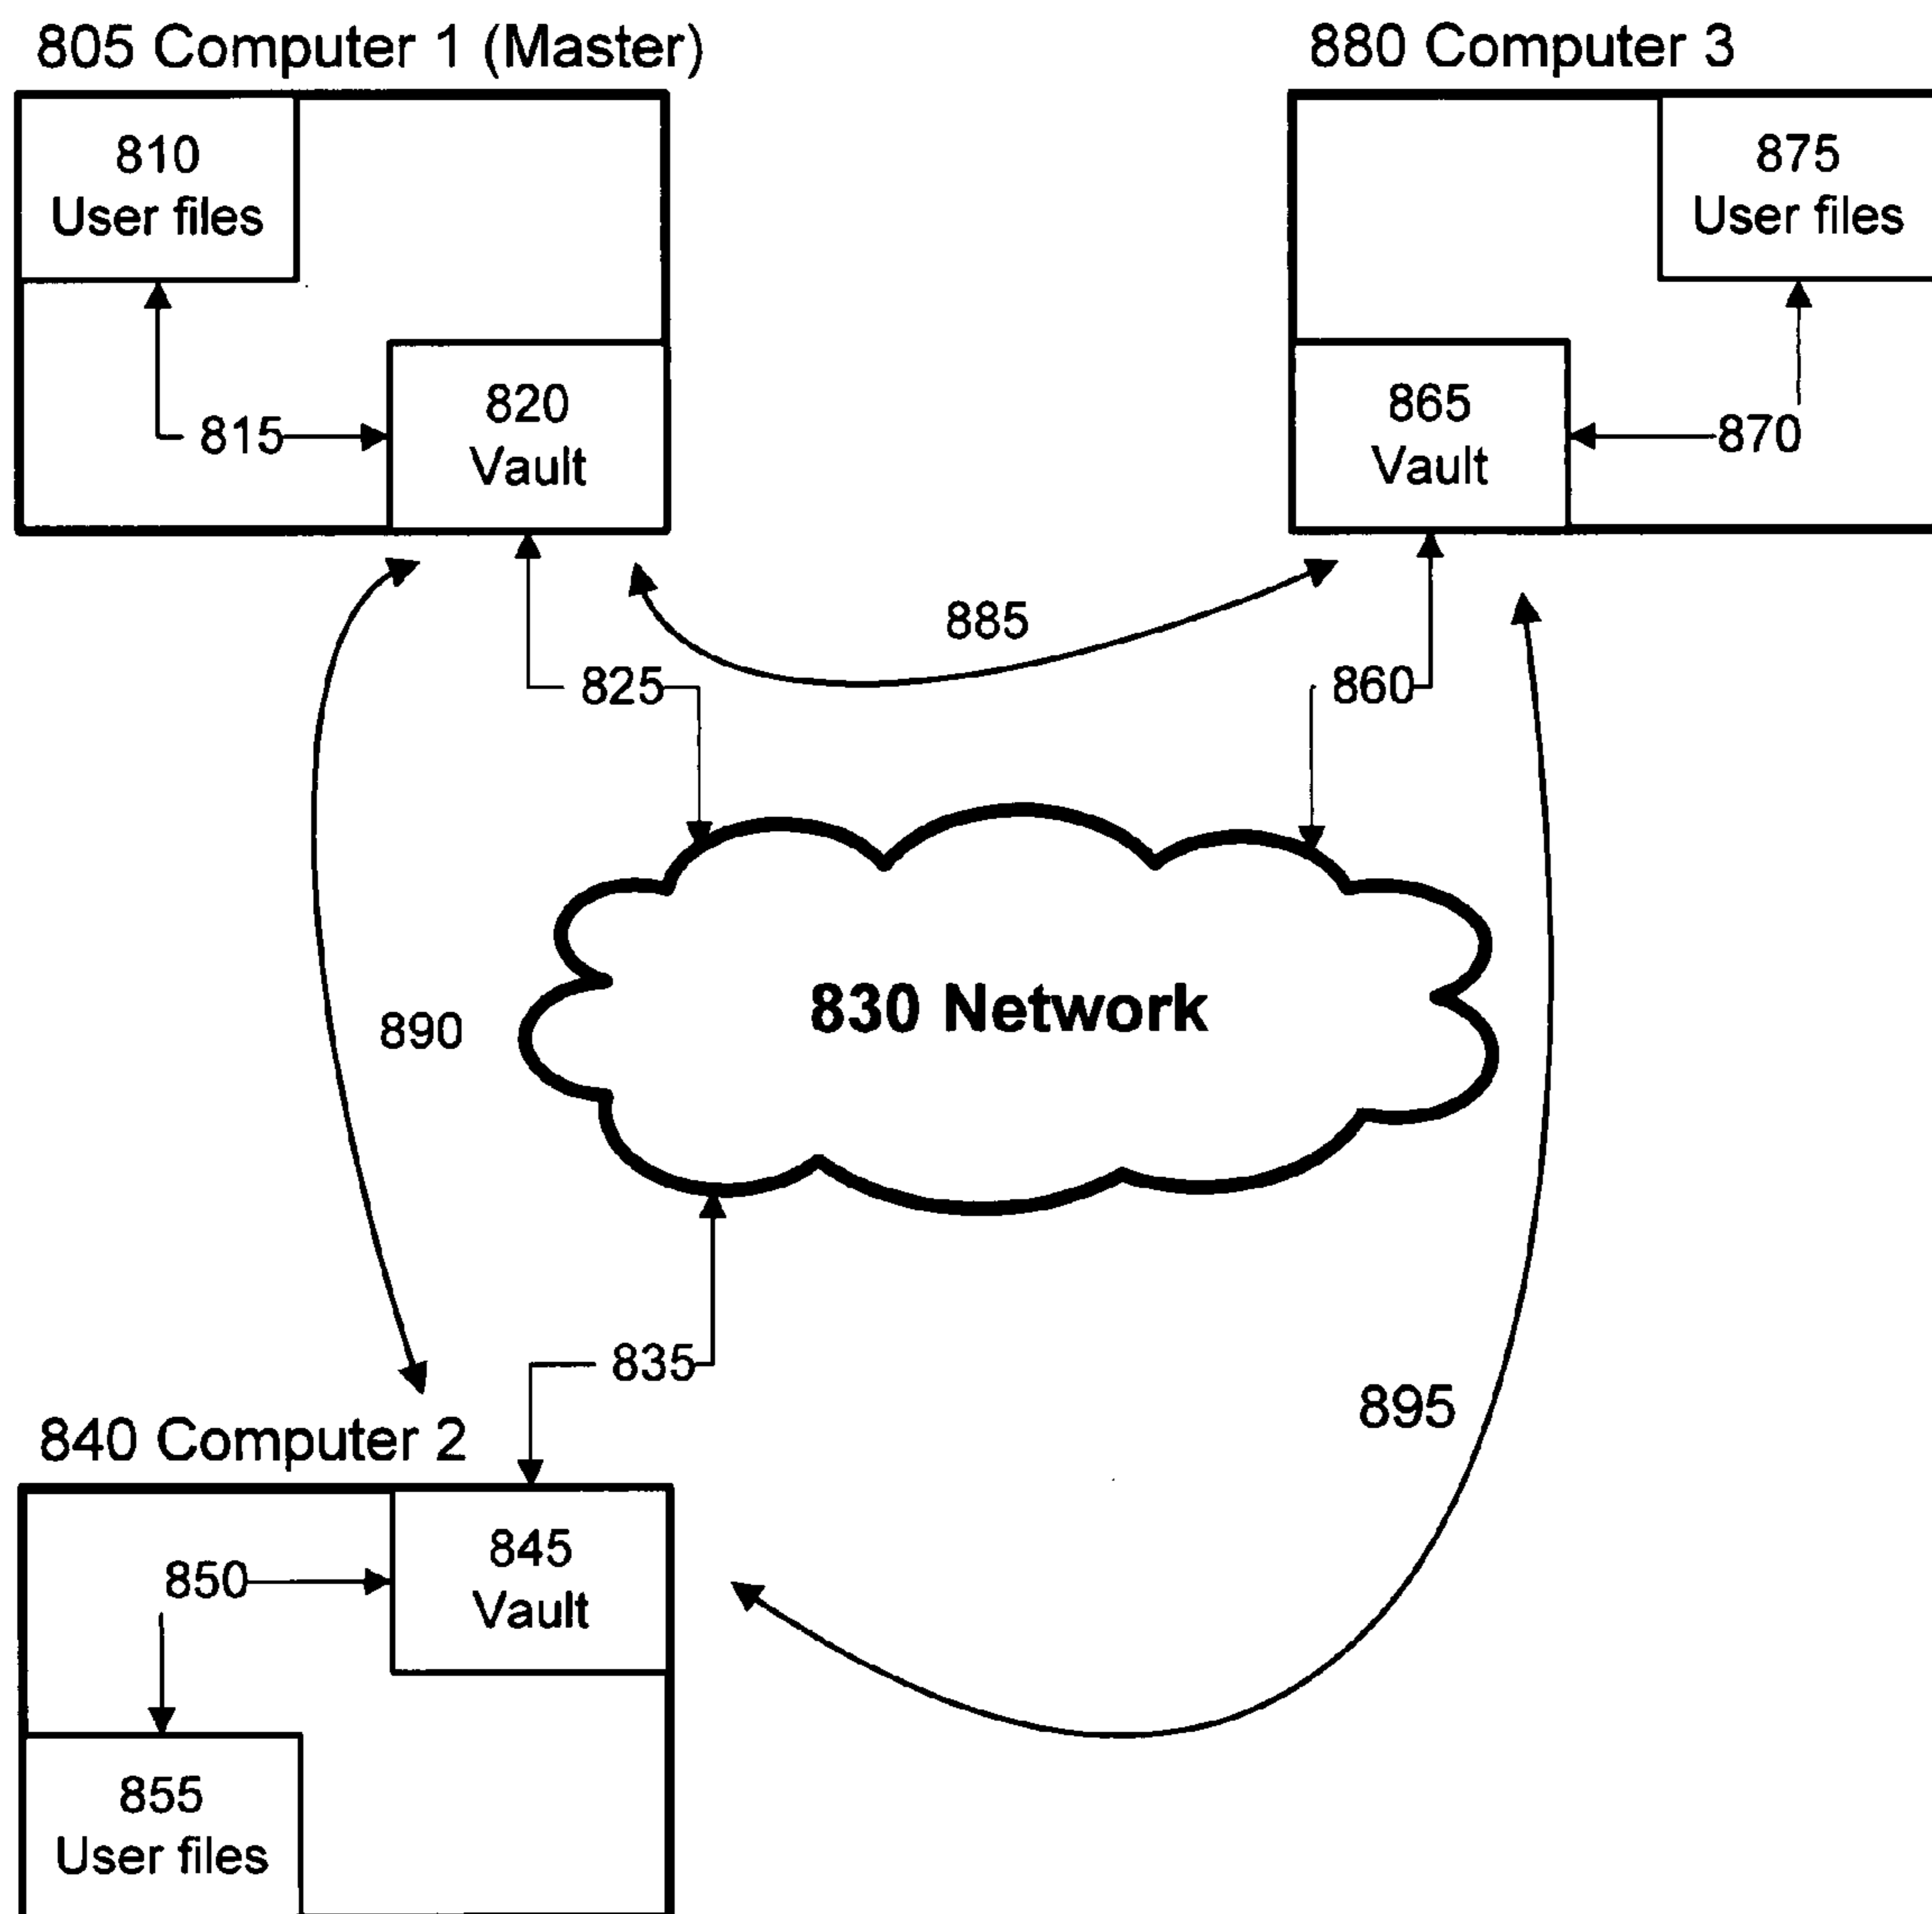 805 Computer 1 (Master)
880 Computer 3
810
User files
875
User files
820
Vault
815
865
Vault
870
885
825
860
830 Network
890
835
895
840 Computer 2
845
Vault
850
855
User files